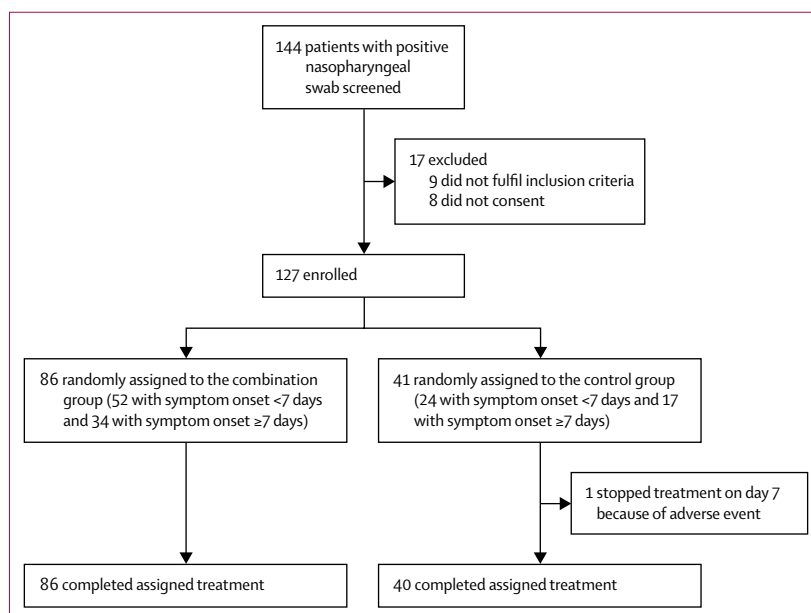 144 patients with positive
nasopharyngeal
swab screened
17 excluded
9 did not fulfil inclusion criteria
8 did not consent
127 enrolled
86 randomly assigned to the combination
group (52 with symptom onset <7 days
and 34 with symptom onset ≥7 days)
41 randomly assigned to the control group
(24 with symptom onset <7 days and 17
with symptom onset ≥7 days)
1 stopped treatment on day 7
because of adverse event
86 completed assigned treatment
40 completed assigned treatment